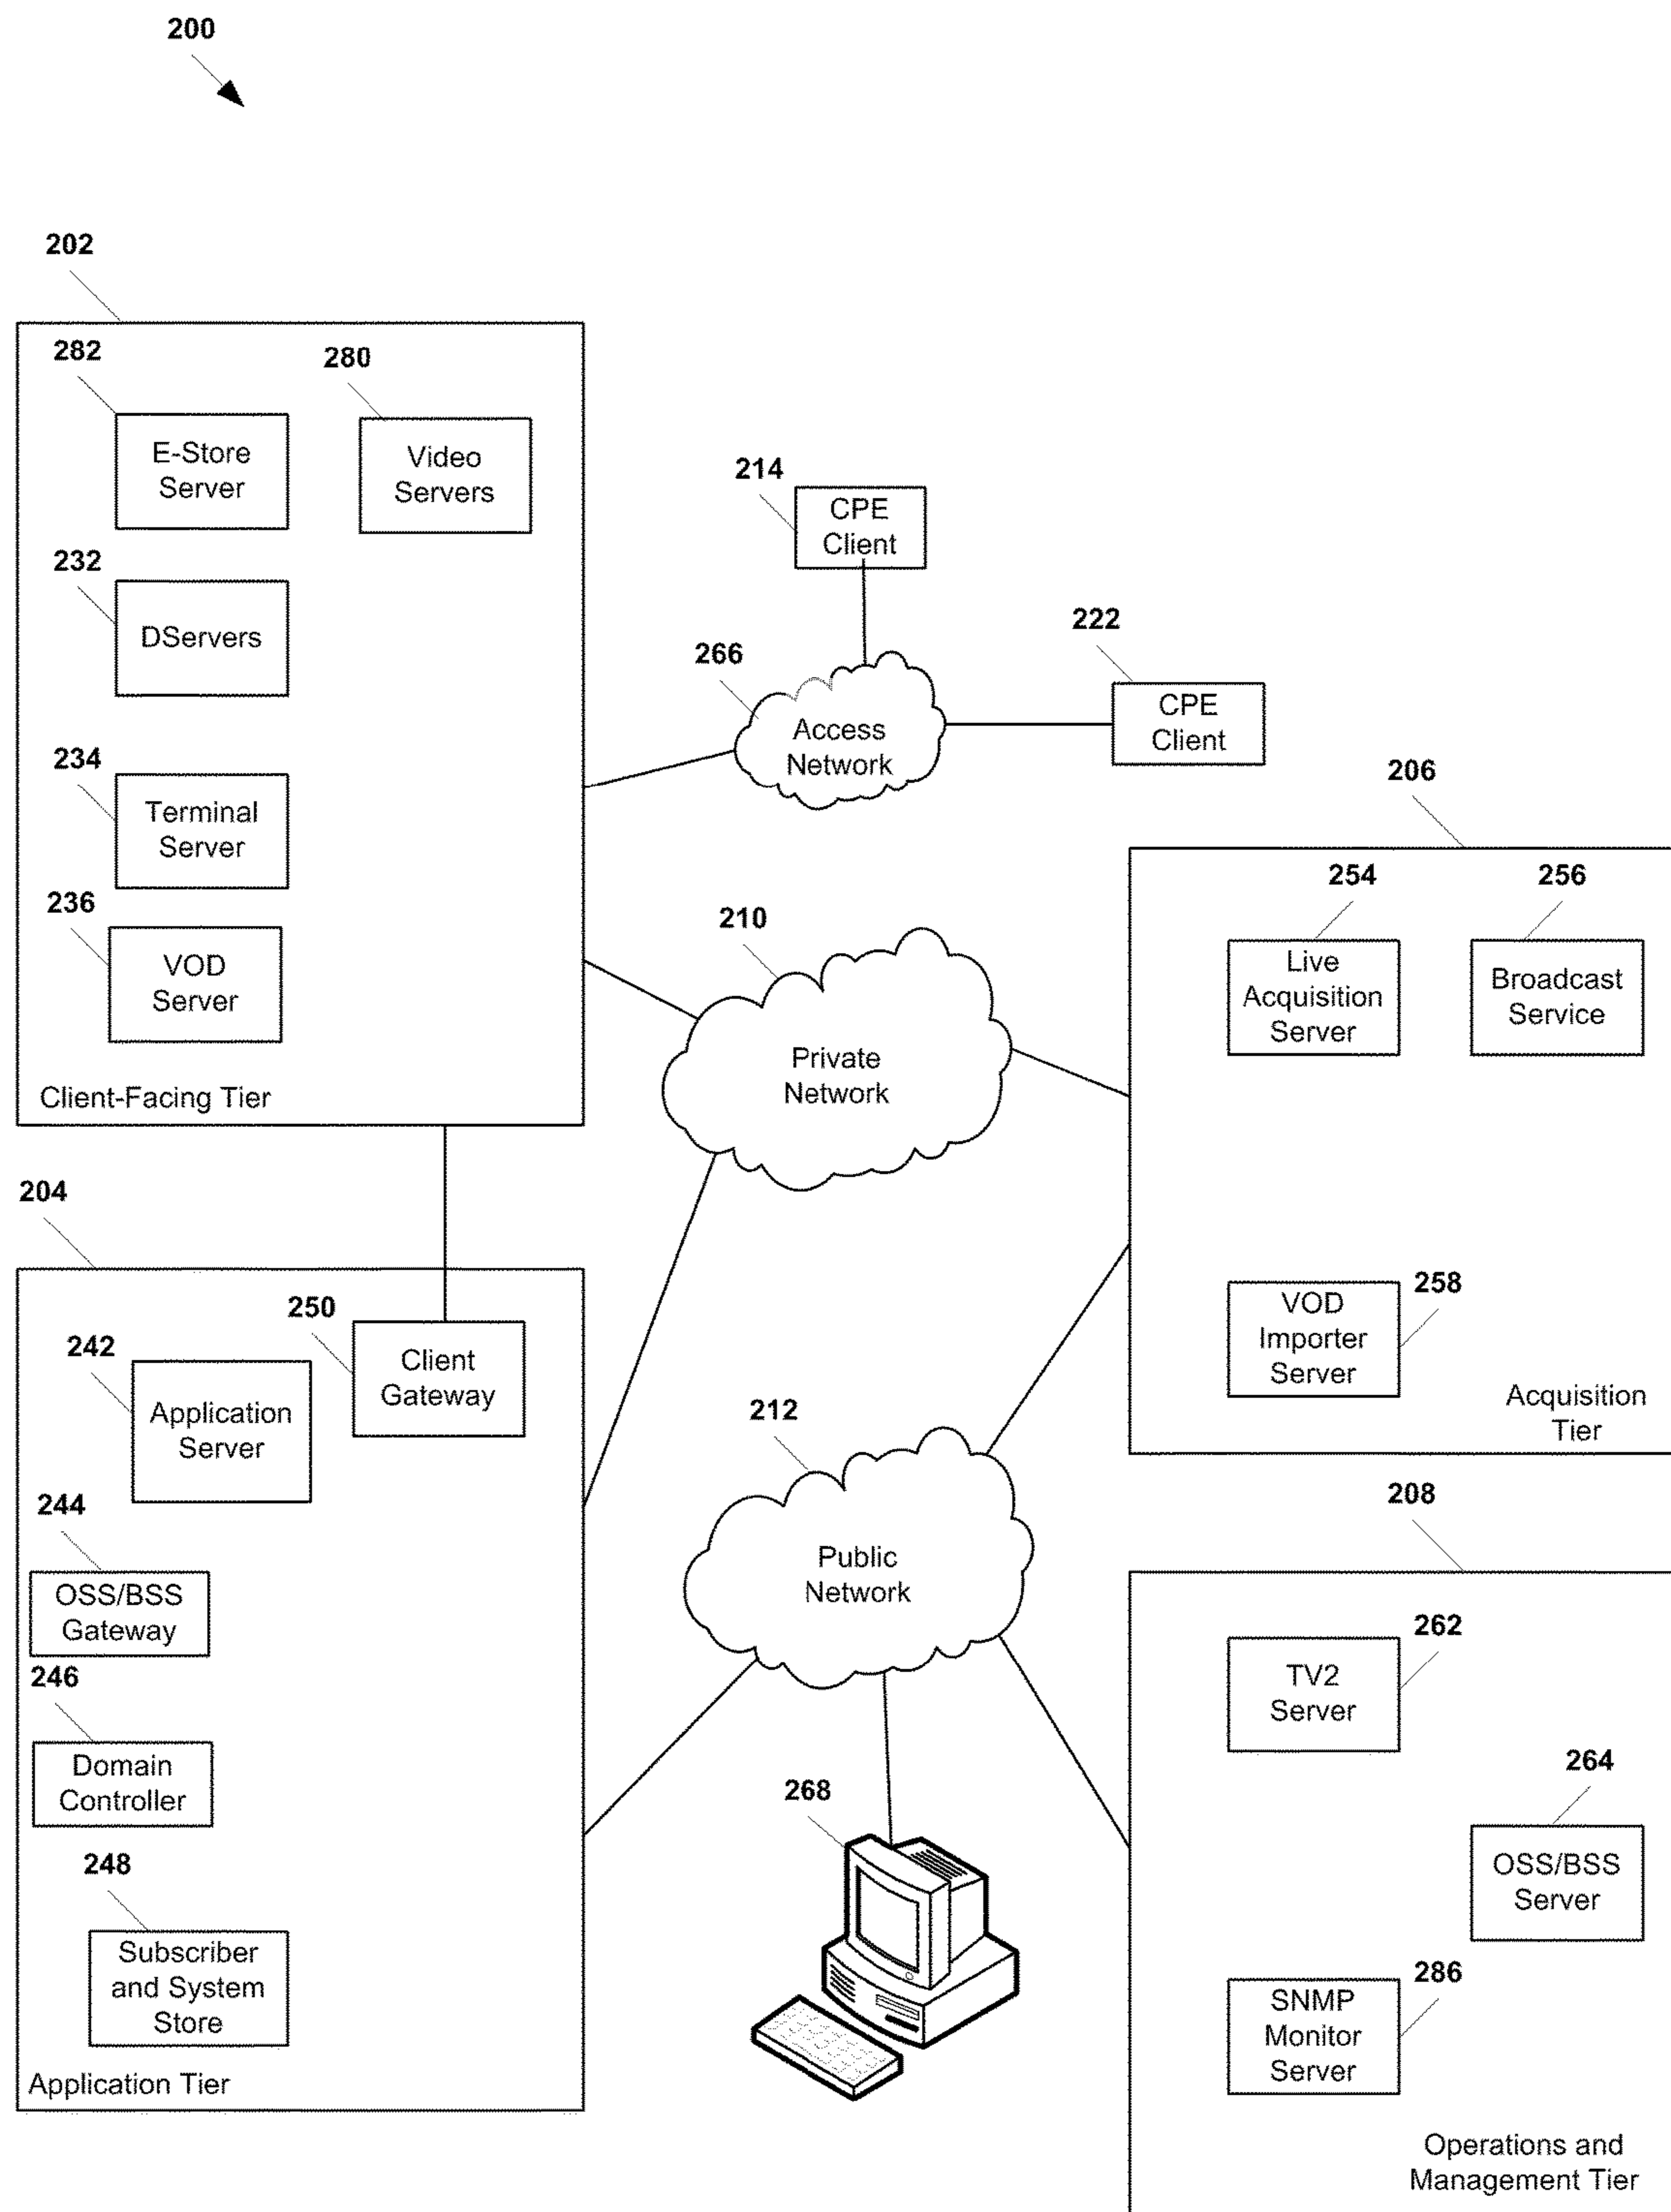 200
202
282
280
E-Store
Server
Video
Servers
232
DServers
234
Terminal
Server
236
VOD
Server
Client-Facing Tier
214
CPE
Client
222
CPE
Client
266
Access
Network
210
Private
Network
206
254
256
Live
Acquisition
Server
Broadcast
Service
258
VOD
Importer
Server
Acquisition
Tier
204
250
Client
Gateway
242
Application
Server
244
OSS/BSS
Gateway
246
Domain
Controller
248
Subscriber
and System
Store
Application Tier
212
Public
Network
268
208
262
TV2
Server
264
OSS/BSS
Server
286
SNMP
Monitor
Server
Operations and
Management Tier